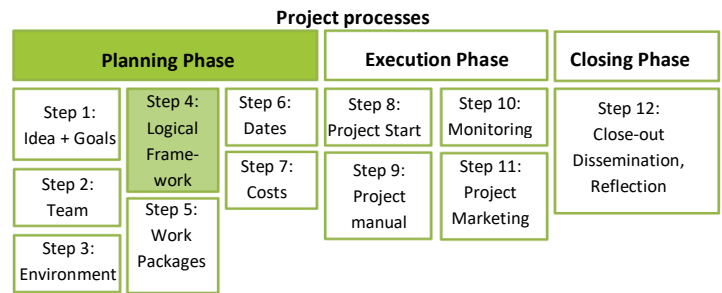 Project processes
Planning Phase
Execution Phase
Closing Phase
Step 1:
Idea + Goals
Step 2:
Team
Step 3:
Environment
Step 4:
Logical
Frame-
work
Step 5:
Work
Packages
Step 6:
Dates
Step 7:
Costs
Step 8:
Project Start
Step 9:
Project
manual
Step 10:
Monitoring
Step 11:
Project
Marketing
Step 12:
Close-out
Dissemination,
Reflection